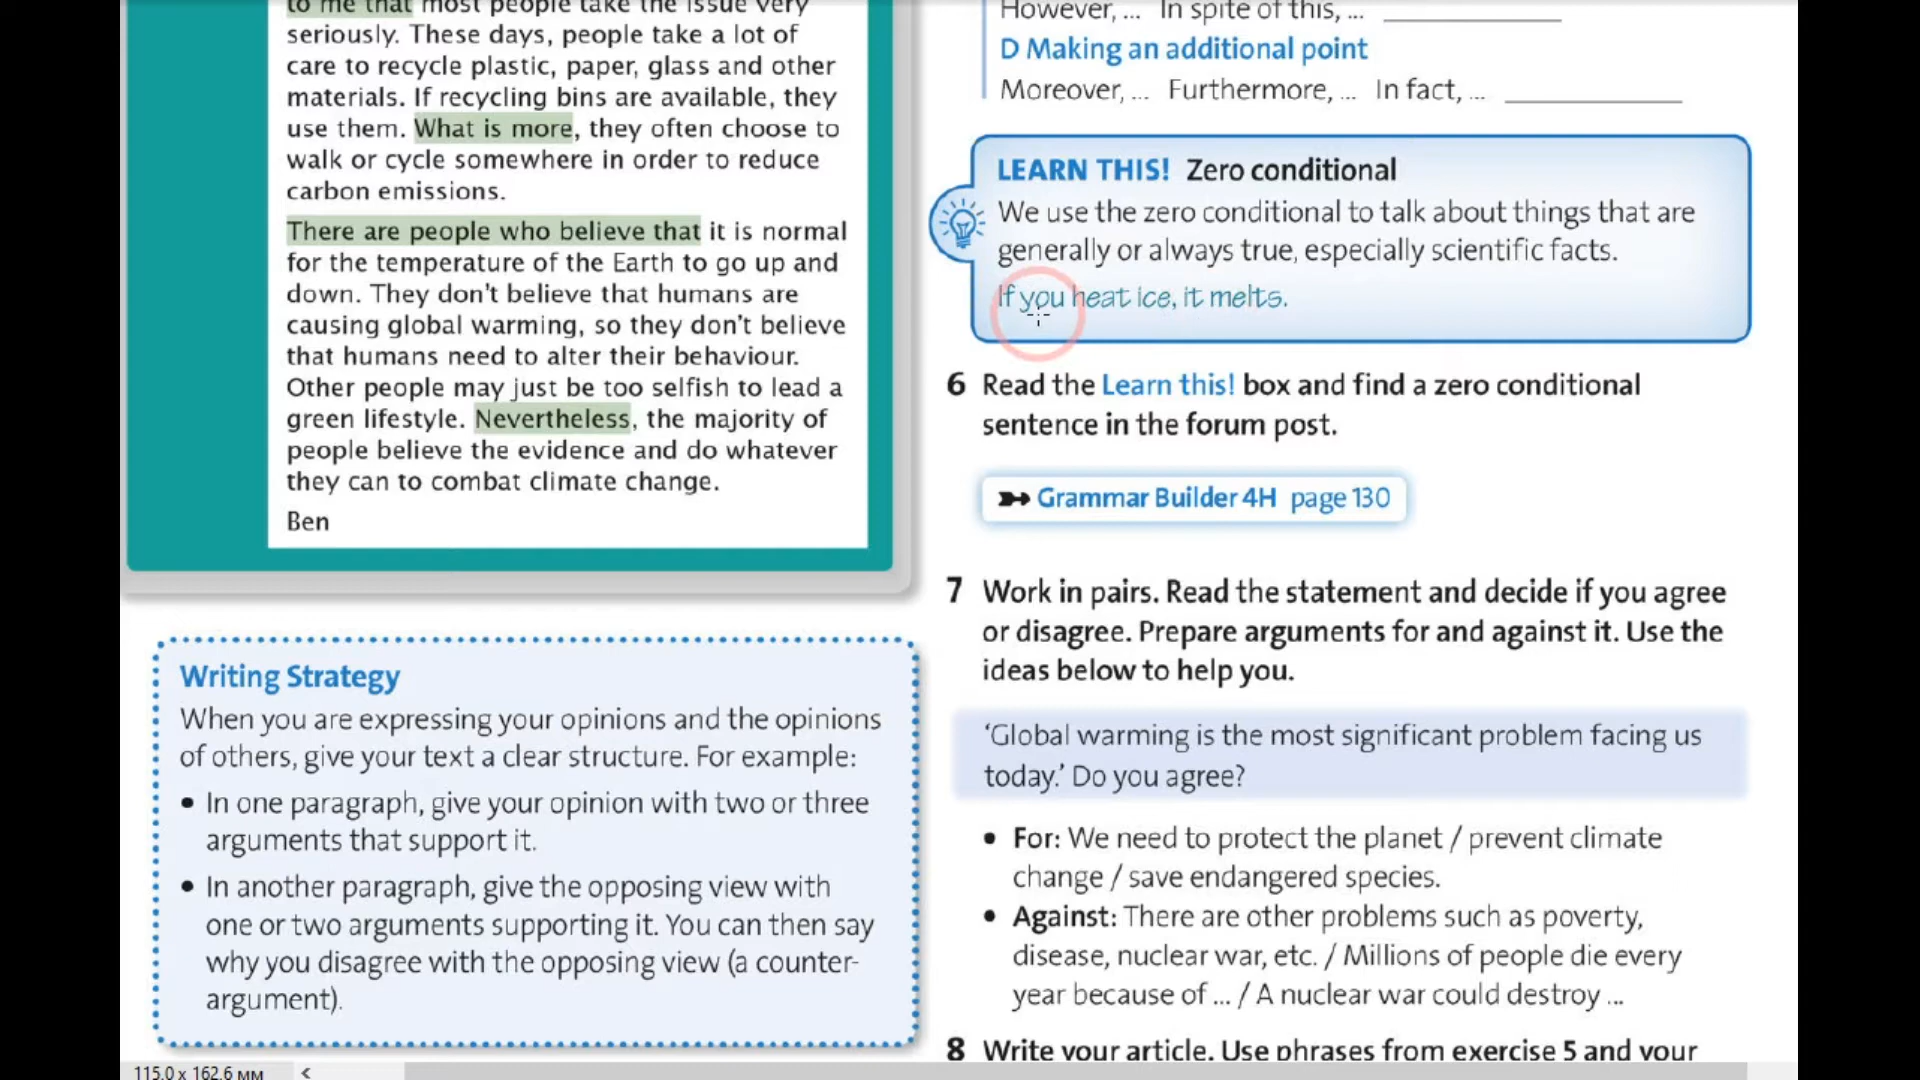 to me that most people take the issue very
seriously. These days, people take a lot of
care to recycle plastic, paper, glass and other
materials. If recycling bins are available, they
use them. What is more, they often choose to
walk or cycle somewhere in order to reduce
carbon emissions.
There are people who believe that it is normal
for the temperature of the Earth to go up and
down. They don't believe that humans are
causing global warming, so they don't believe
that humans need to alter their behaviour.
Other people may just be too selfish to lead a
green lifestyle. Nevertheless, the majority of
people believe the evidence and do whatever
they can to combat climate change.
Ben
Writing Strategy
When you are expressing your opinions and the opinions
of others, give your text a clear structure. For example:
• In one paragraph, give your opinion with two or three
arguments that support it.
• In another paragraph, give the opposing view with
one or two arguments supporting it. You can then say
why you disagree with the opposing view (a counter-
argument).
However, ... In spite of this, ... ____________
D Making an additional point
Moreover, ... Furthermore, ... In fact, ... ____________
LEARN THIS! Zero conditional
We use the zero conditional to talk about things that are
generally or always true, especially scientific facts.
If you heat ice, it melts.
6 Read the Learn this! box and find a zero conditional
sentence in the forum post.
Grammar Builder 4H page 130
7 Work in pairs. Read the statement and decide if you agree
or disagree. Prepare arguments for and against it. Use the
ideas below to help you.
'Global warming is the most significant problem facing us
today.' Do you agree?
• For: We need to protect the planet / prevent climate
change / save endangered species.
• Against: There are other problems such as poverty,
disease, nuclear war, etc. / Millions of people die every
year because of ... / A nuclear war could destroy ...
8 Write your article. Use phrases from exercise 5 and your
115,0 x 162,6 мм <